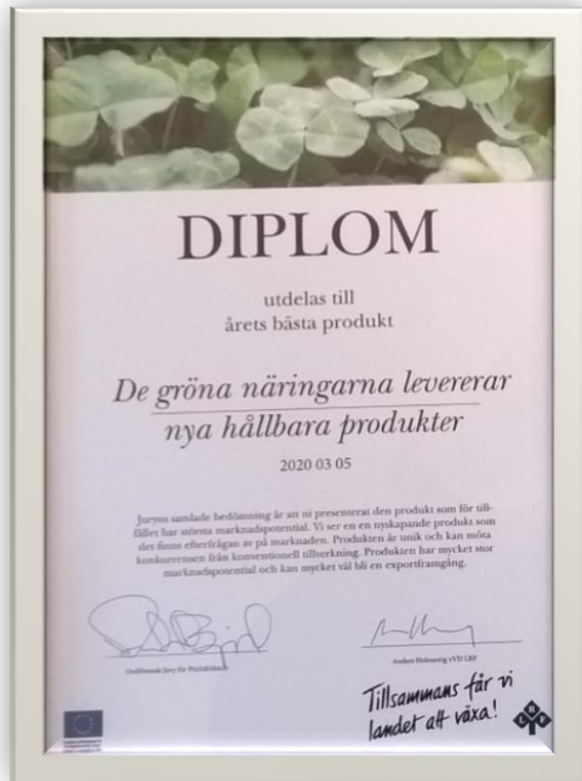 DIPLOM
utdelas till
årets bästa produkt
De gröna näringarna levererar
nya hållbara produkter
2020 03 05
Juryns samlade bedömning är att ni presenterat den produkt som för till-
fället har största marknadspotential. Vi ser en en nyskapande produkt som
det finns efterfrågan av på marknaden. Produkten är unik och kan möta
konkurrensen från konventionell tillverkning. Produkten har mycket stor
marknadspotential och kan mycket väl bli en exportframgång.
Ordförande Jury för
Anders Holmestig vVD LRF
Tillsammans får vi
landet att växa!
LRF